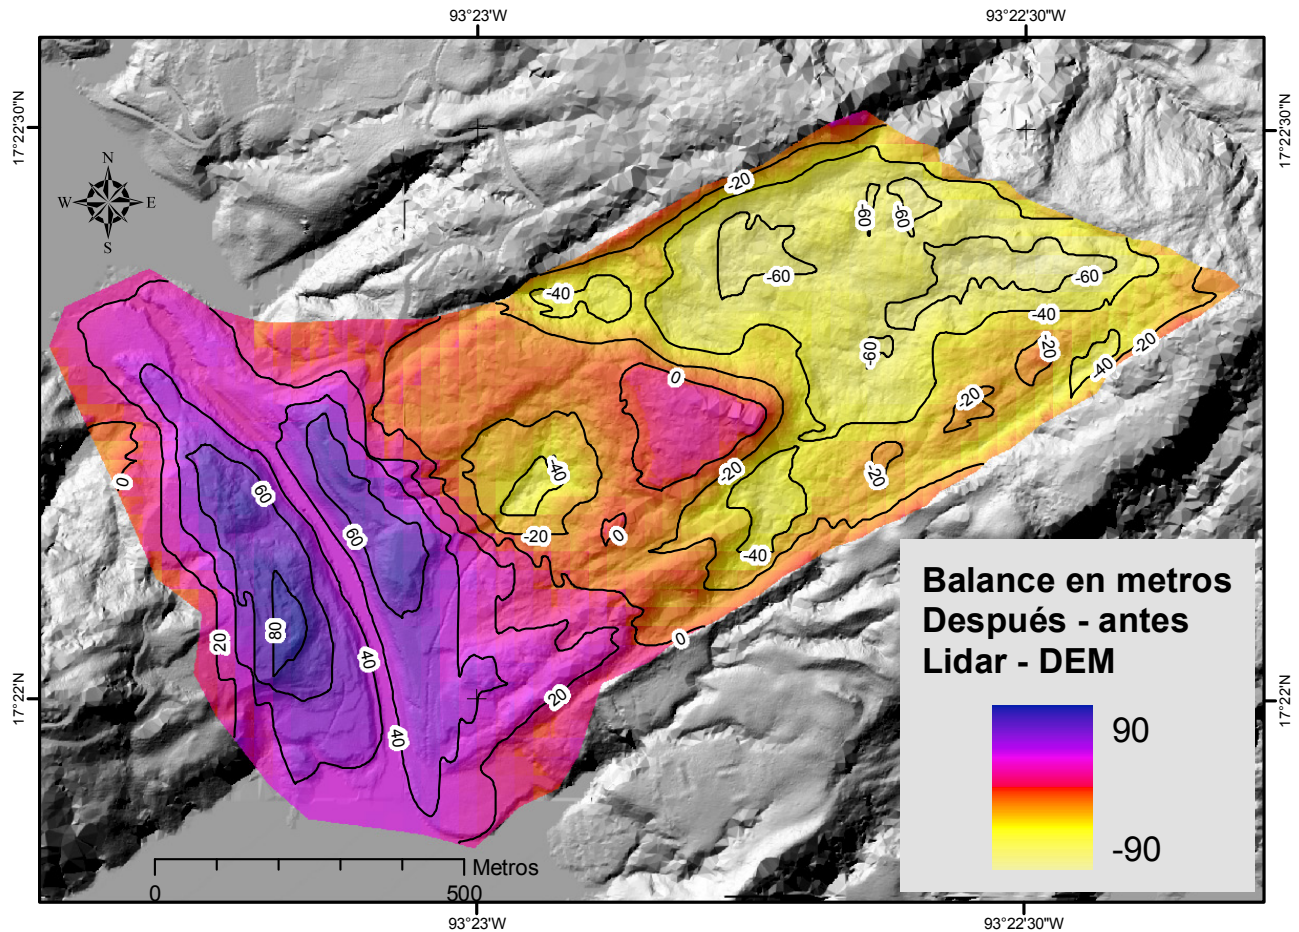 93°23'W 93°22'30"W
17°22'30"N 17°22'30"N
N
W E
S
-20
-60 -60
-60 -60
-40
-40
-20
-20 -40
-60
0
-20
-40 -20
-20
0 60
60
-20 0 -40
80
20 40 0
20
40
17°22'N 17°22'N
Balance en metros
Después - antes
Lidar - DEM
90
-90
Metros
0 500
93°23'W 93°22'30"W